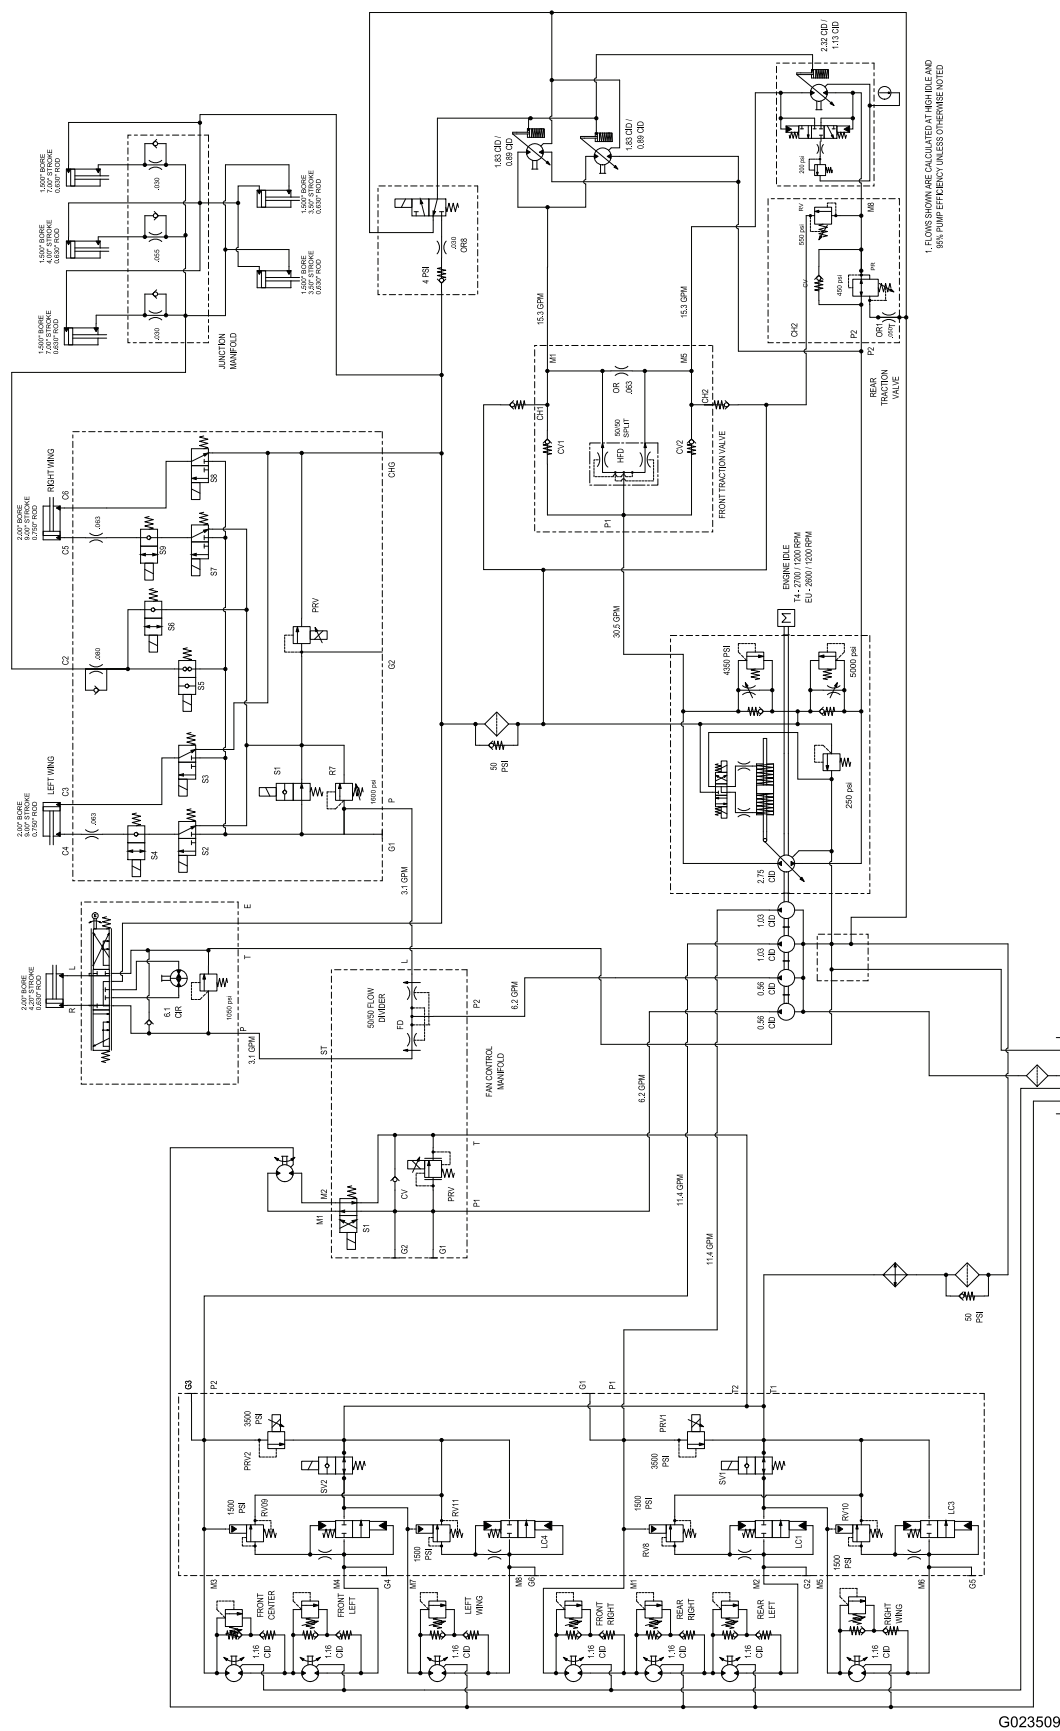 2.32 CID /
1.13 CID
1.83 CID /
0.89 CID
1.83 CID /
0.89 CID
200 psi
1. FLOWS SHOWN ARE CALCULATED AT HIGH IDLE AND
95% PUMP EFFICIENCY UNLESS OTHERWISE NOTED
1.500" BORE
7.00" STROKE
0.630" ROD
.030
1.500" BORE
3.50" STROKE
0.630" ROD
1.500" BORE
4.00" STROKE
0.630" ROD
.055
1.500" BORE
3.50" STROKE
0.630" ROD
1.500" BORE
7.00" STROKE
0.630" ROD
.030
JUNCTION
MANIFOLD
.030
OR8
4 PSI
15.3 GPM
15.3 GPM
RV
550 psi
M8
CV
450 psi
PR
CH2
P2
OR1
P2
REAR
TRACTION
VALVE
M1
M5
OR
.063
CH1
CH2
50/50
SPLIT
HFD
CV1
CV2
P1
FRONT TRACTION VALVE
30.5 GPM
2.00" BORE
9.00" STROKE
0.750" ROD
RIGHT WING
C6
C5
.063
S8
S9
S7
CHG
S6
PRV
C2
.080
S5
G2
2.00" BORE
9.00" STROKE
0.750" ROD
LEFT WING
C3
C4
.063
S3
S4
S2
S1
R7
1600 psi
P
G1
50
PSI
ENGINE IDLE
T4 - 2700 / 1200 RPM
EU - 2600 / 1200 RPM
M
4350 PSI
5000 psi
250 psi
2.75
CID
1.03
CID
1.03
CID
0.56
CID
0.56
CID
3.1 GPM
2.00" BORE
4.20" STROKE
0.630" ROD
L
R
E
T
6.1
CIR
1050 psi
P
3.1 GPM
L
50/50 FLOW
DIVIDER
FD
P2
6.2 GPM
ST
FAN CONTROL
MANIFOLD
6.2 GPM
T
M2
M1
S1
CV
PRV
P1
G2
G1
11.4 GPM
11.4 GPM
50
PSI
G3
P2
G1
P1
T2
T1
3500
PSI
PRV2
SV2
1500
PSI
RV09
RV11
1500
PSI
LC4
PRV1
3500
PSI
SV1
1500
PSI
RV8
LC1
RV10
1500
PSI
LC3
M3
M4
G4
M7
M8
G6
M1
M2
G2
M5
M6
G5
FRONT
CENTER
FRONT
LEFT
LEFT
WING
FRONT
RIGHT
REAR
RIGHT
REAR
LEFT
RIGHT
WING
1.16
CID
1.16
CID
1.16
CID
1.16
CID
1.16
CID
1.16
CID
1.16
CID
G023509